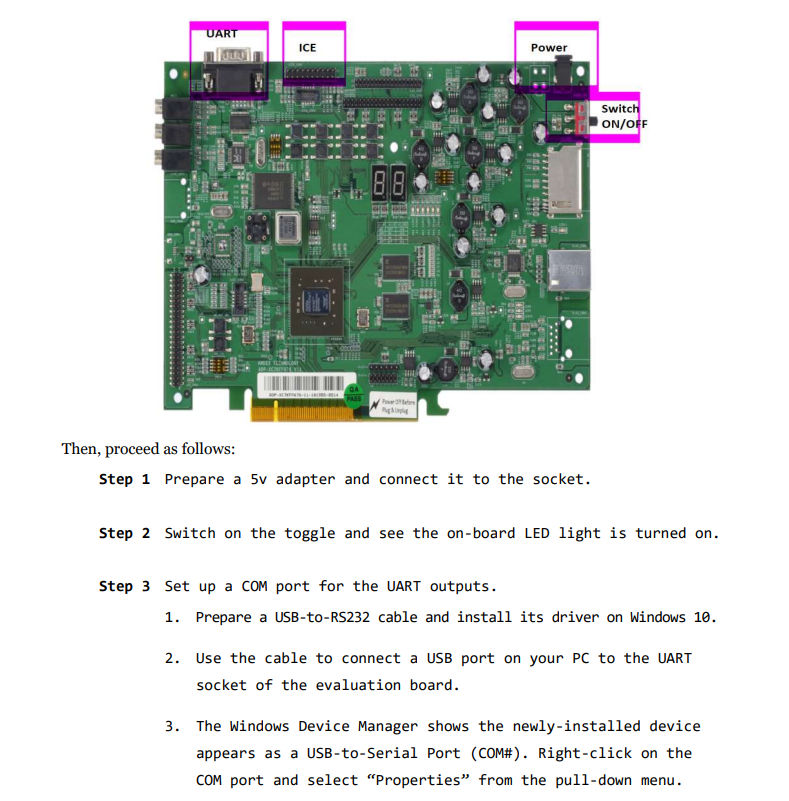 UART
ICE
Power
Switch
ON/OFF
QA
PASS
Power Off Before
Plug & Unplug
Then, proceed as follows:
Step 1 Prepare a 5v adapter and connect it to the socket.
Step 2 Switch on the toggle and see the on-board LED light is turned on.
Step 3 Set up a COM port for the UART outputs.
1. Prepare a USB-to-RS232 cable and install its driver on Windows 10.
2. Use the cable to connect a USB port on your PC to the UART
socket of the evaluation board.
3. The Windows Device Manager shows the newly-installed device
appears as a USB-to-Serial Port (COM#). Right-click on the
COM port and select “Properties” from the pull-down menu.